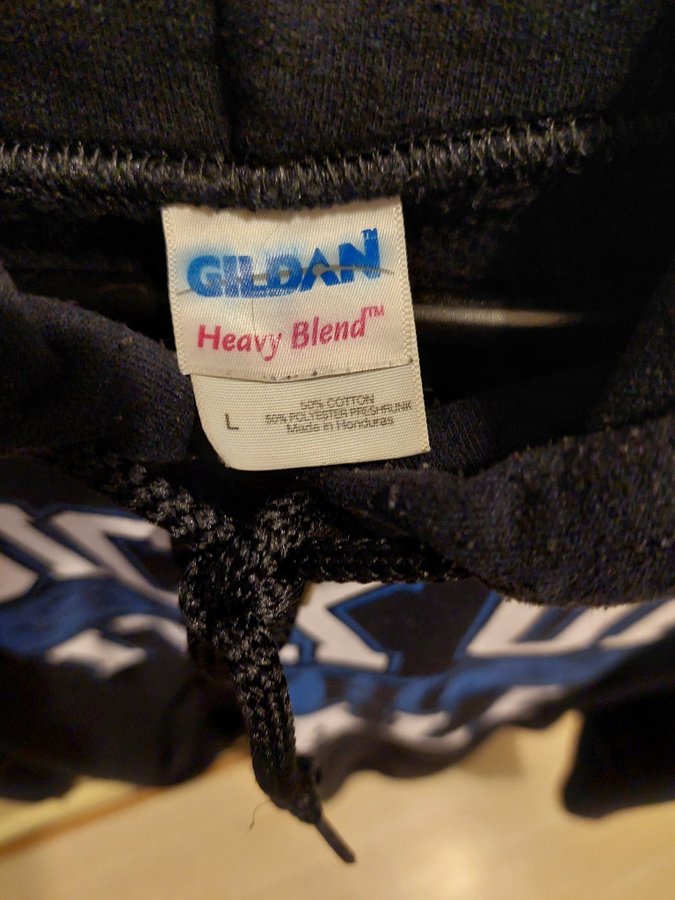 GILDAN™
Heavy Blend™
50% COTTON
L 50% POLYESTER PRESHRUNK
Made in Honduras